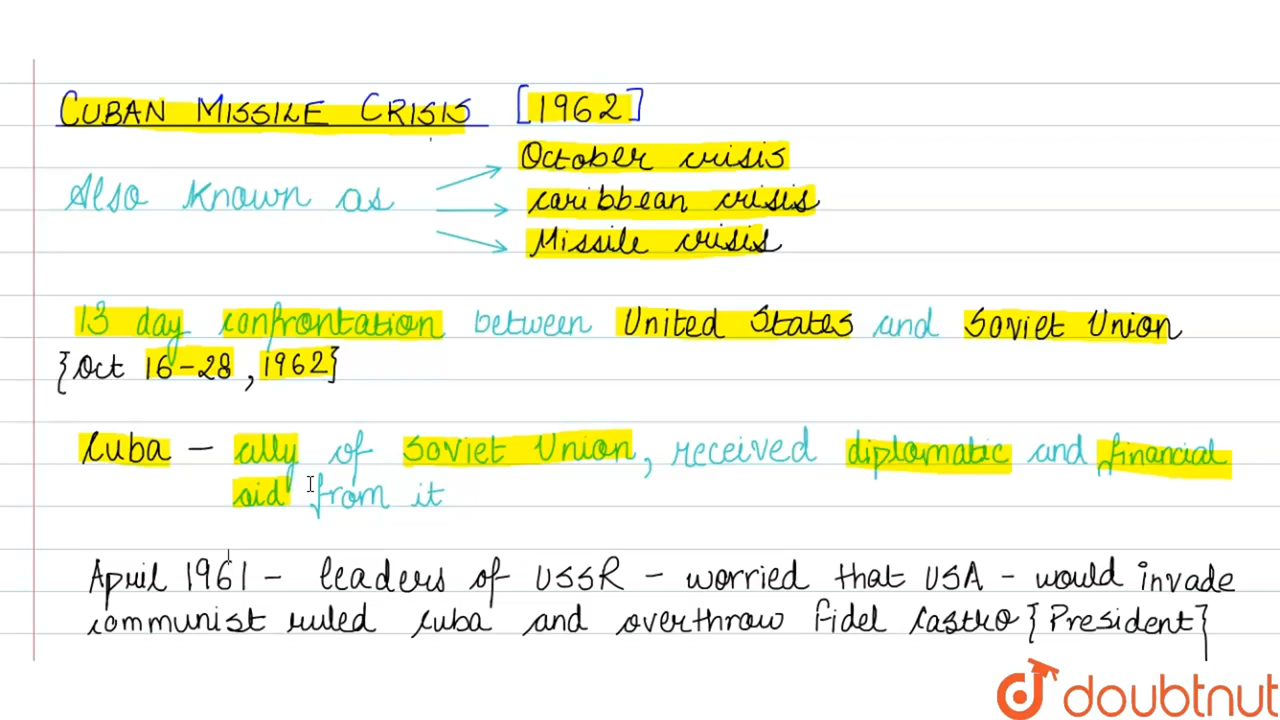 CUBAN MISSILE CRISIS [1962]
Also known as
October crisis
caribbean crisis
Missile crisis
13 day confrontation between United States and Soviet Union
{Oct 16-28, 1962}
Cuba - ally of Soviet Union, received diplomatic and financial
aid from it
April 1961 - leaders of USSR - worried that USA - would invade
communist ruled Cuba and overthrow Fidel Castro {President}
doubtnut